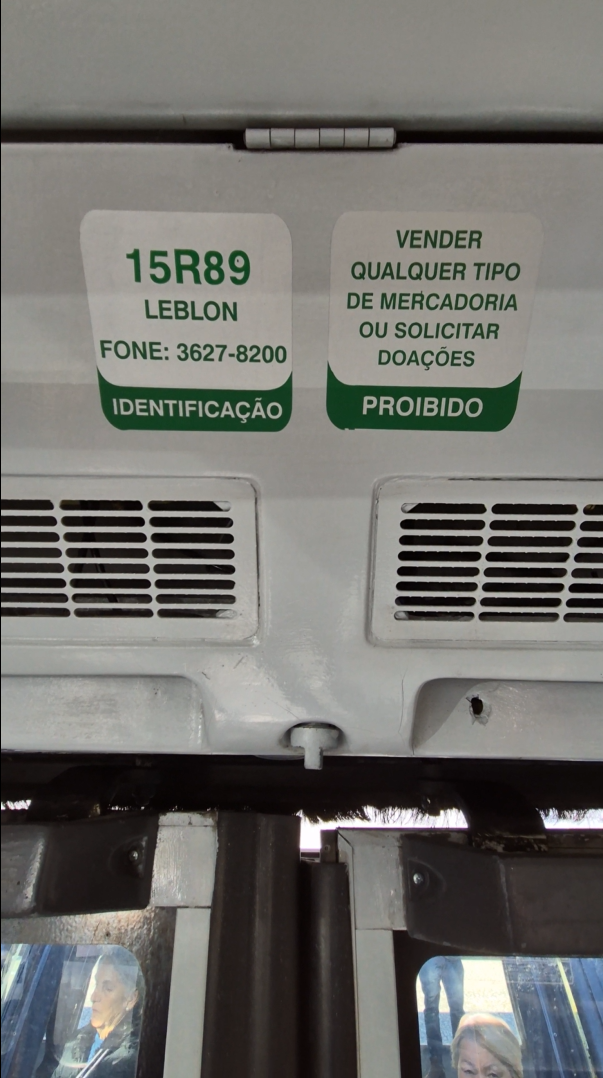 15R89
LEBLON
FONE: 3627-8200
IDENTIFICAÇÃO
VENDER
QUALQUER TIPO
DE MERCADORIA
OU SOLICITAR
DOAÇÕES
PROIBIDO